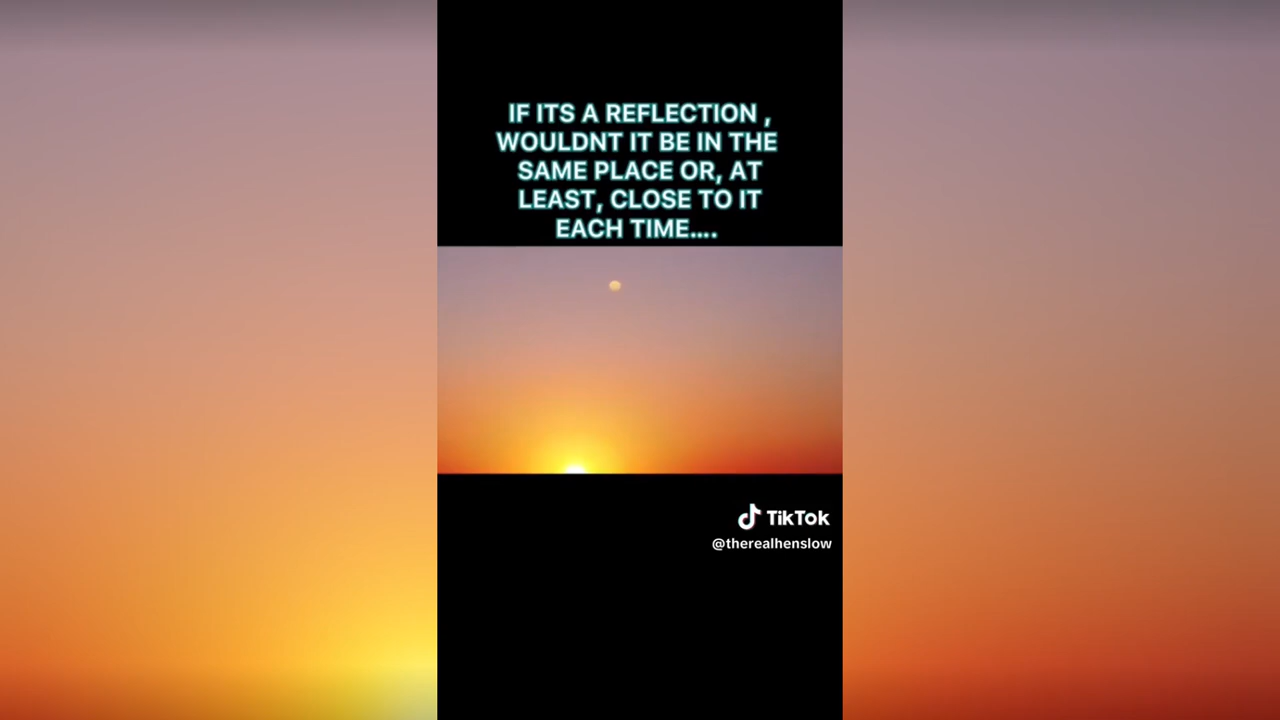 IF ITS A REFLECTION ,
WOULDNT IT BE IN THE
SAME PLACE OR, AT
LEAST, CLOSE TO IT
EACH TIME....
TikTok
@therealhenslow